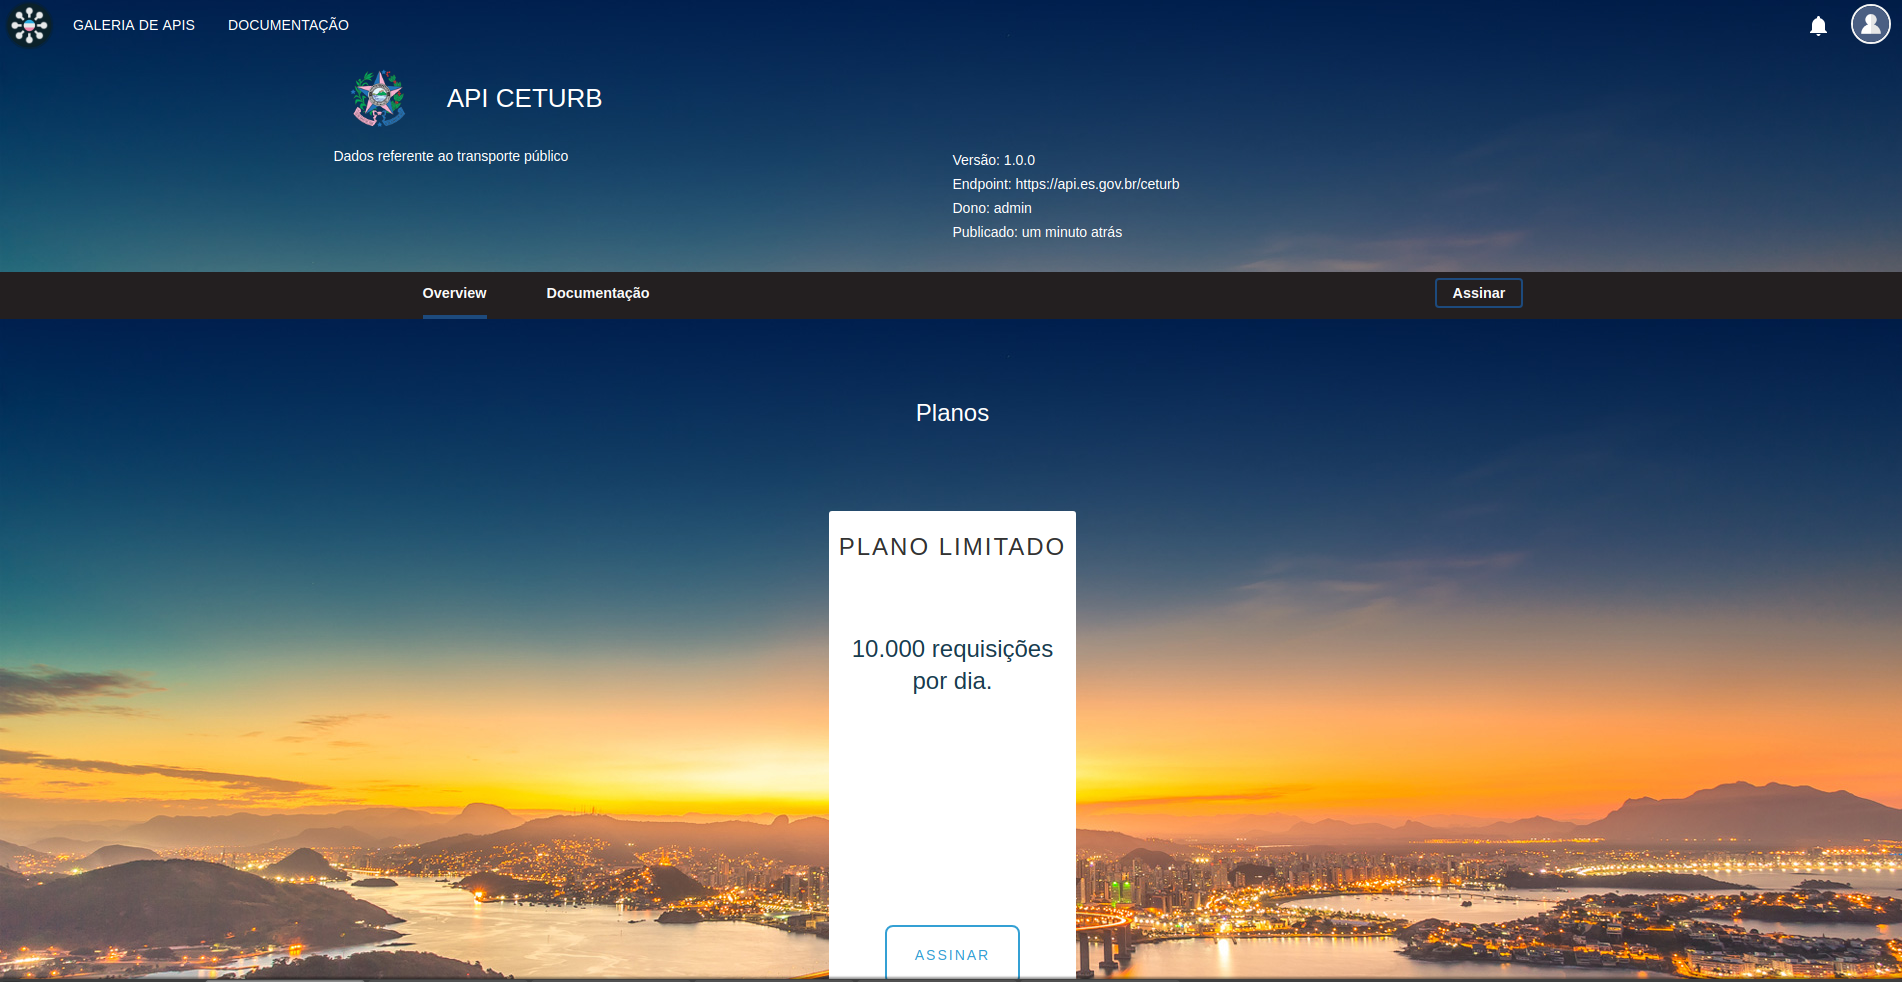 GALERIA DE APIS
DOCUMENTAÇÃO
API CETURB
Dados referente ao transporte público
Versão: 1.0.0
Endpoint: https://api.es.gov.br/ceturb
Dono: admin
Publicado: um minuto atrás
Overview
Documentação
Assinar
Planos
PLANO LIMITADO
10.000 requisições
por dia.
ASSINAR